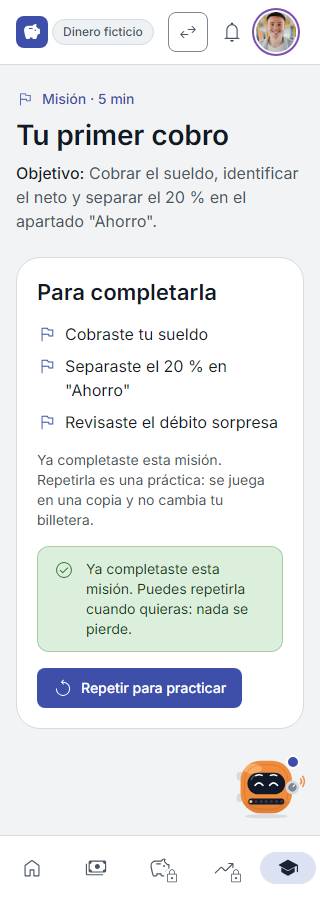 Dinero ficticio
Misión · 5 min
Tu primer cobro
Objetivo: Cobrar el sueldo, identificar
el neto y separar el 20 % en el
apartado "Ahorro".
Para completarla
Cobraste tu sueldo
Separaste el 20 % en
"Ahorro"
Revisaste el débito sorpresa
Ya completaste esta misión.
Repetirla es una práctica: se juega
en una copia y no cambia tu
billetera.
Ya completaste esta
misión. Puedes repetirla
cuando quieras: nada se
pierde.
Repetir para practicar